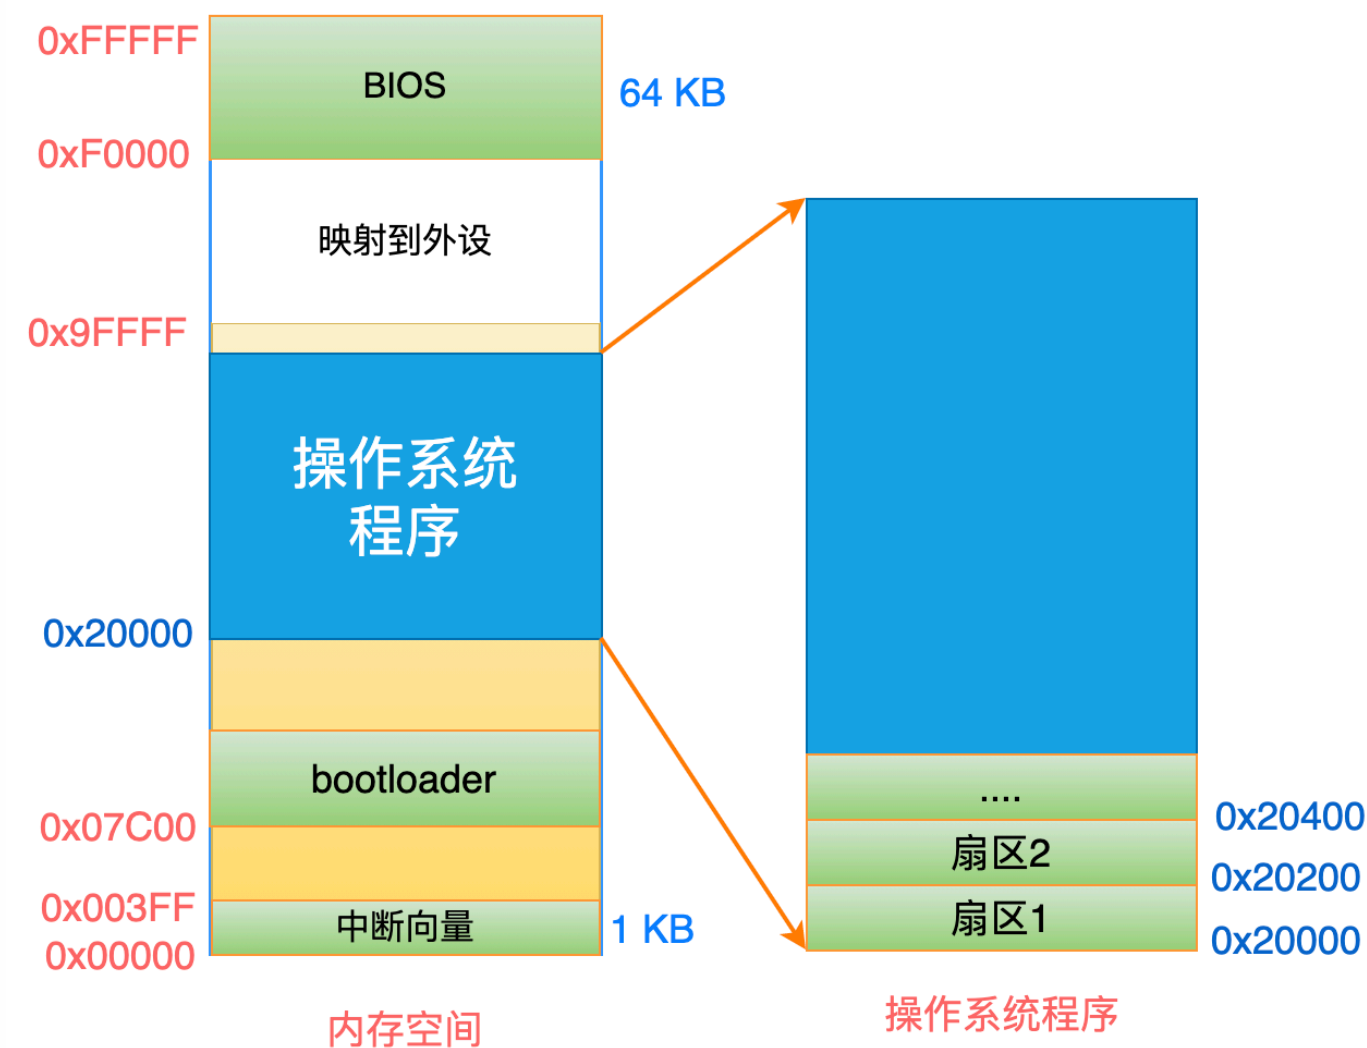 0xFFFFF
BIOS
64 KB
0xF0000
映射到外设
0x9FFFF
操作系统
程序
0x20000
bootloader
0x07C00
0x003FF
中断向量
1 KB
0x00000
内存空间
....
0x20400
扇区2
0x20200
扇区1
0x20000
操作系统程序